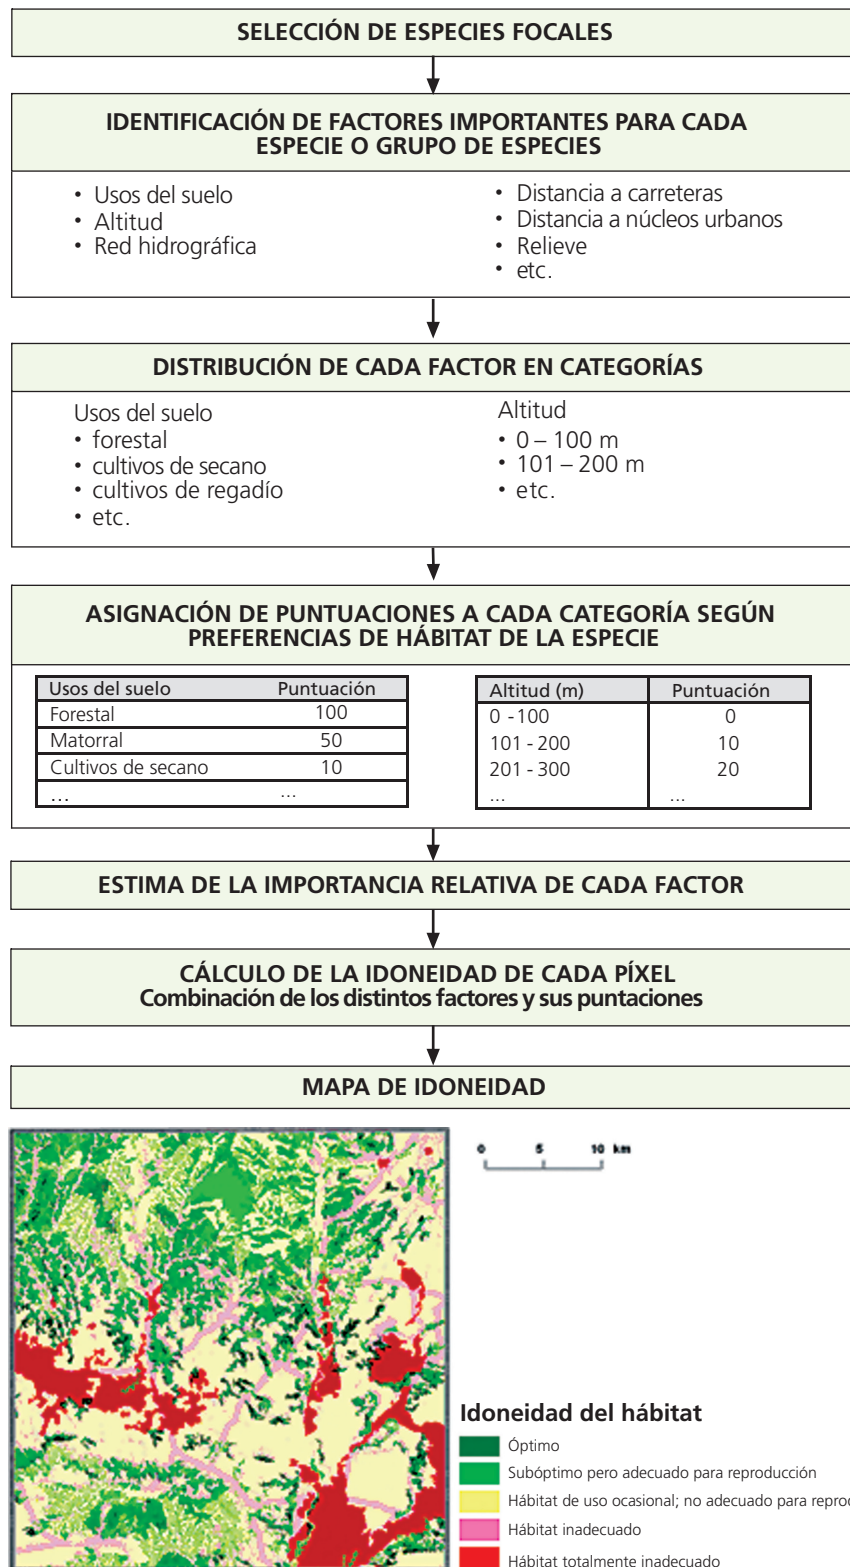 SELECCIÓN DE ESPECIES FOCALES
IDENTIFICACIÓN DE FACTORES IMPORTANTES PARA CADA
ESPECIE O GRUPO DE ESPECIES
• Usos del suelo
• Altitud
• Red hidrográfica
• Distancia a carreteras
• Distancia a núcleos urbanos
• Relieve
• etc.
DISTRIBUCIÓN DE CADA FACTOR EN CATEGORÍAS
Usos del suelo
• forestal
• cultivos de secano
• cultivos de regadío
• etc.
Altitud
• 0 – 100 m
• 101 – 200 m
• etc.
ASIGNACIÓN DE PUNTUACIONES A CADA CATEGORÍA SEGÚN
PREFERENCIAS DE HÁBITAT DE LA ESPECIE
Usos del suelo Puntuación
Forestal 100
Matorral 50
Cultivos de secano 10
... ...
Altitud (m) Puntuación
0 -100 0
101 - 200 10
201 - 300 20
... ...
ESTIMA DE LA IMPORTANCIA RELATIVA DE CADA FACTOR
CÁLCULO DE LA IDONEIDAD DE CADA PÍXEL
Combinación de los distintos factores y sus puntaciones
MAPA DE IDONEIDAD
0 5 10 km
Idoneidad del hábitat
Óptimo
Subóptimo pero adecuado para reproducción
Hábitat de uso ocasional; no adecuado para reprod
Hábitat inadecuado
Hábitat totalmente inadecuado